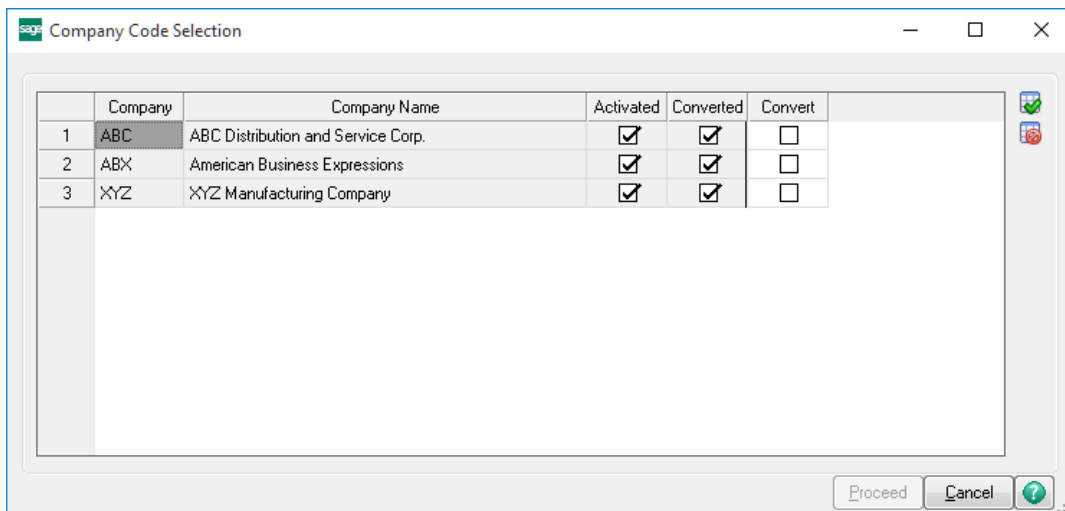 sage Company Code Selection
Company Company Name Activated Converted Convert
1 ABC ABC Distribution and Service Corp.
2 ABX American Business Expressions
3 XYZ XYZ Manufacturing Company
Proceed Cancel ?